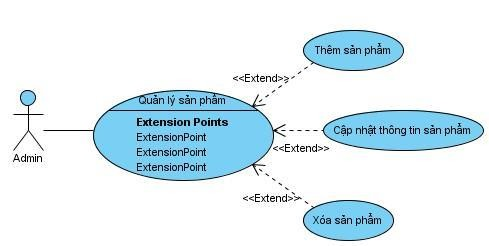 Thêm sản phẩm
<<Extend>>
Quản lý sản phẩm
Extension Points
ExtensionPoint
ExtensionPoint
ExtensionPoint
Cập nhật thông tin sản phẩm
<<Extend>>
Admin
<<Extend>>
Xóa sản phẩm